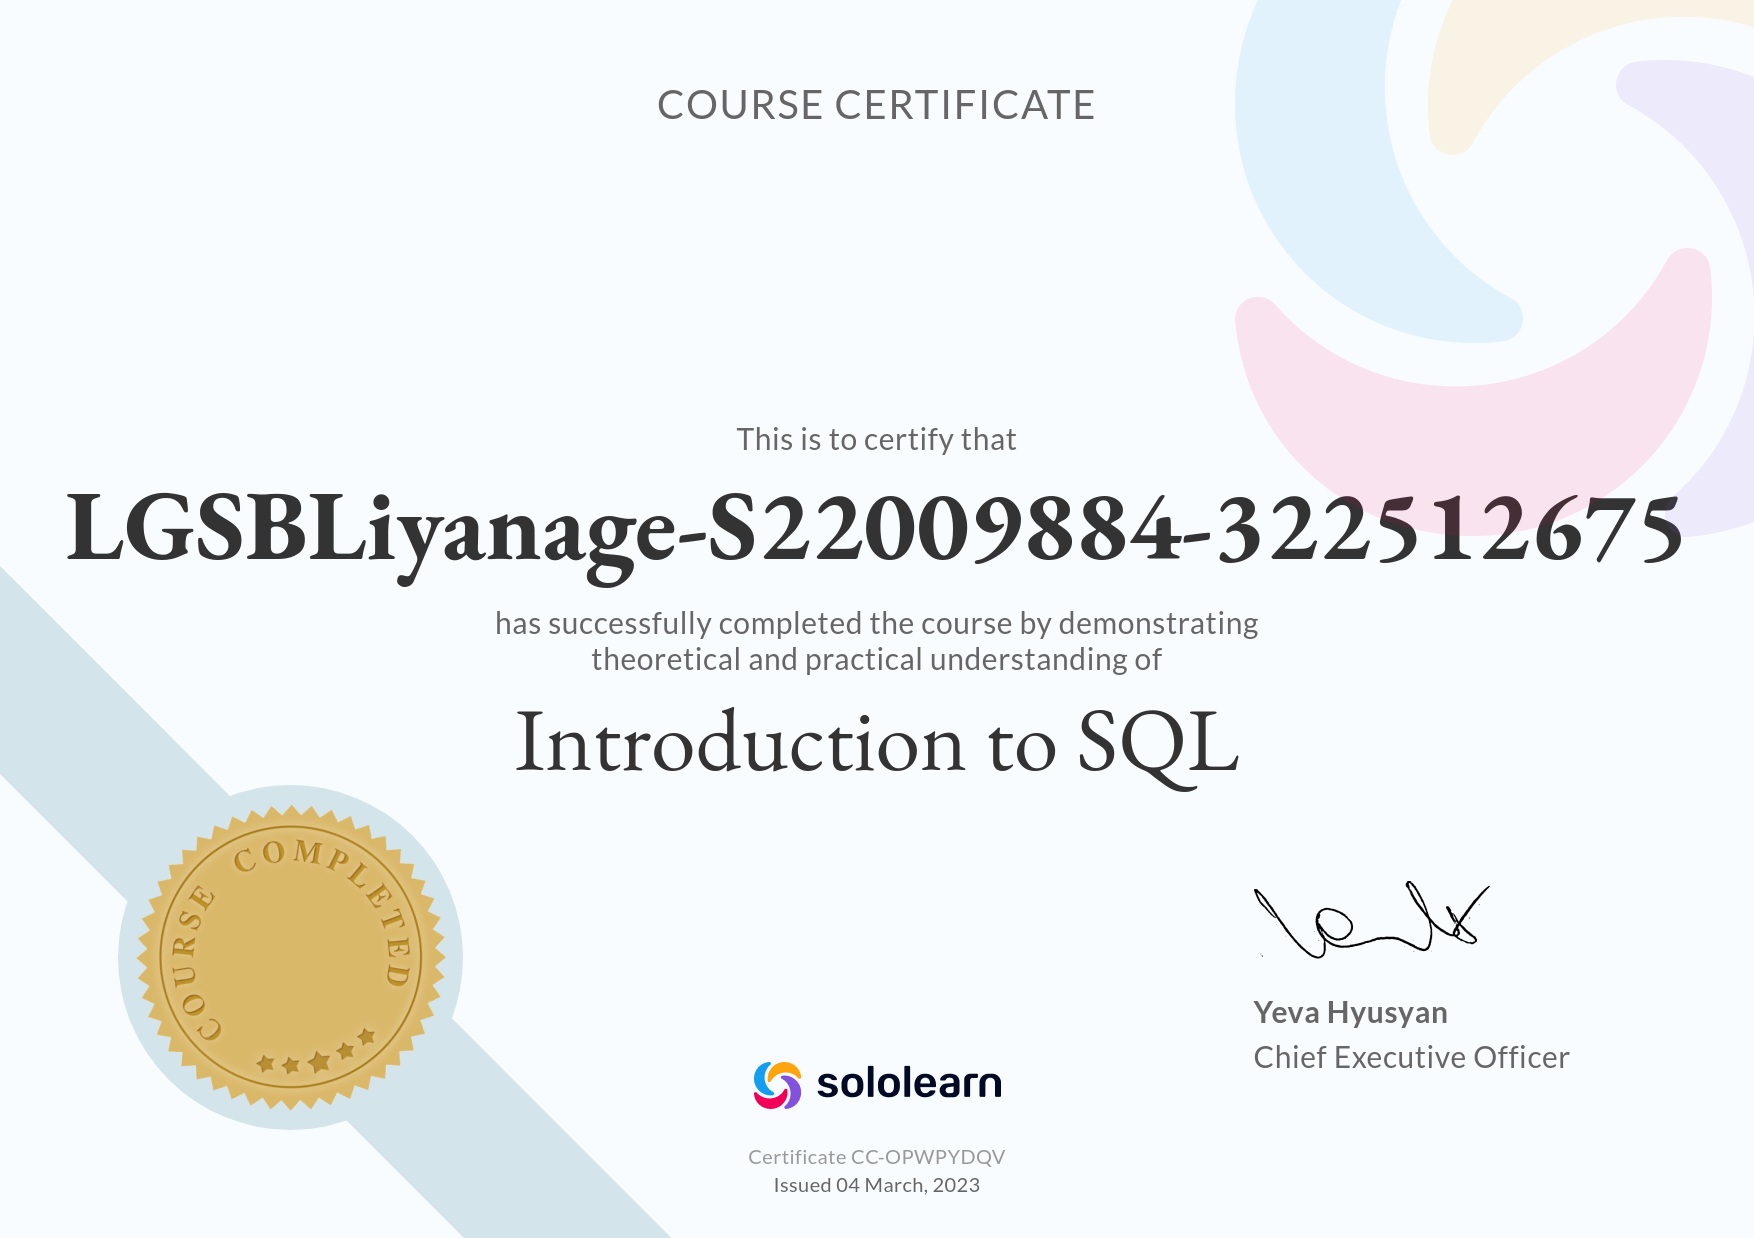 COURSE CERTIFICATE
This is to certify that
LGSBLiyanage-S22009884-322512675
has successfully completed the course by demonstrating
theoretical and practical understanding of
Introduction to SQL
COURSE COMPLETED
Yeva Hyusyan
Chief Executive Officer
sololearn
Certificate CC-OPWPYDQV
Issued 04 March, 2023